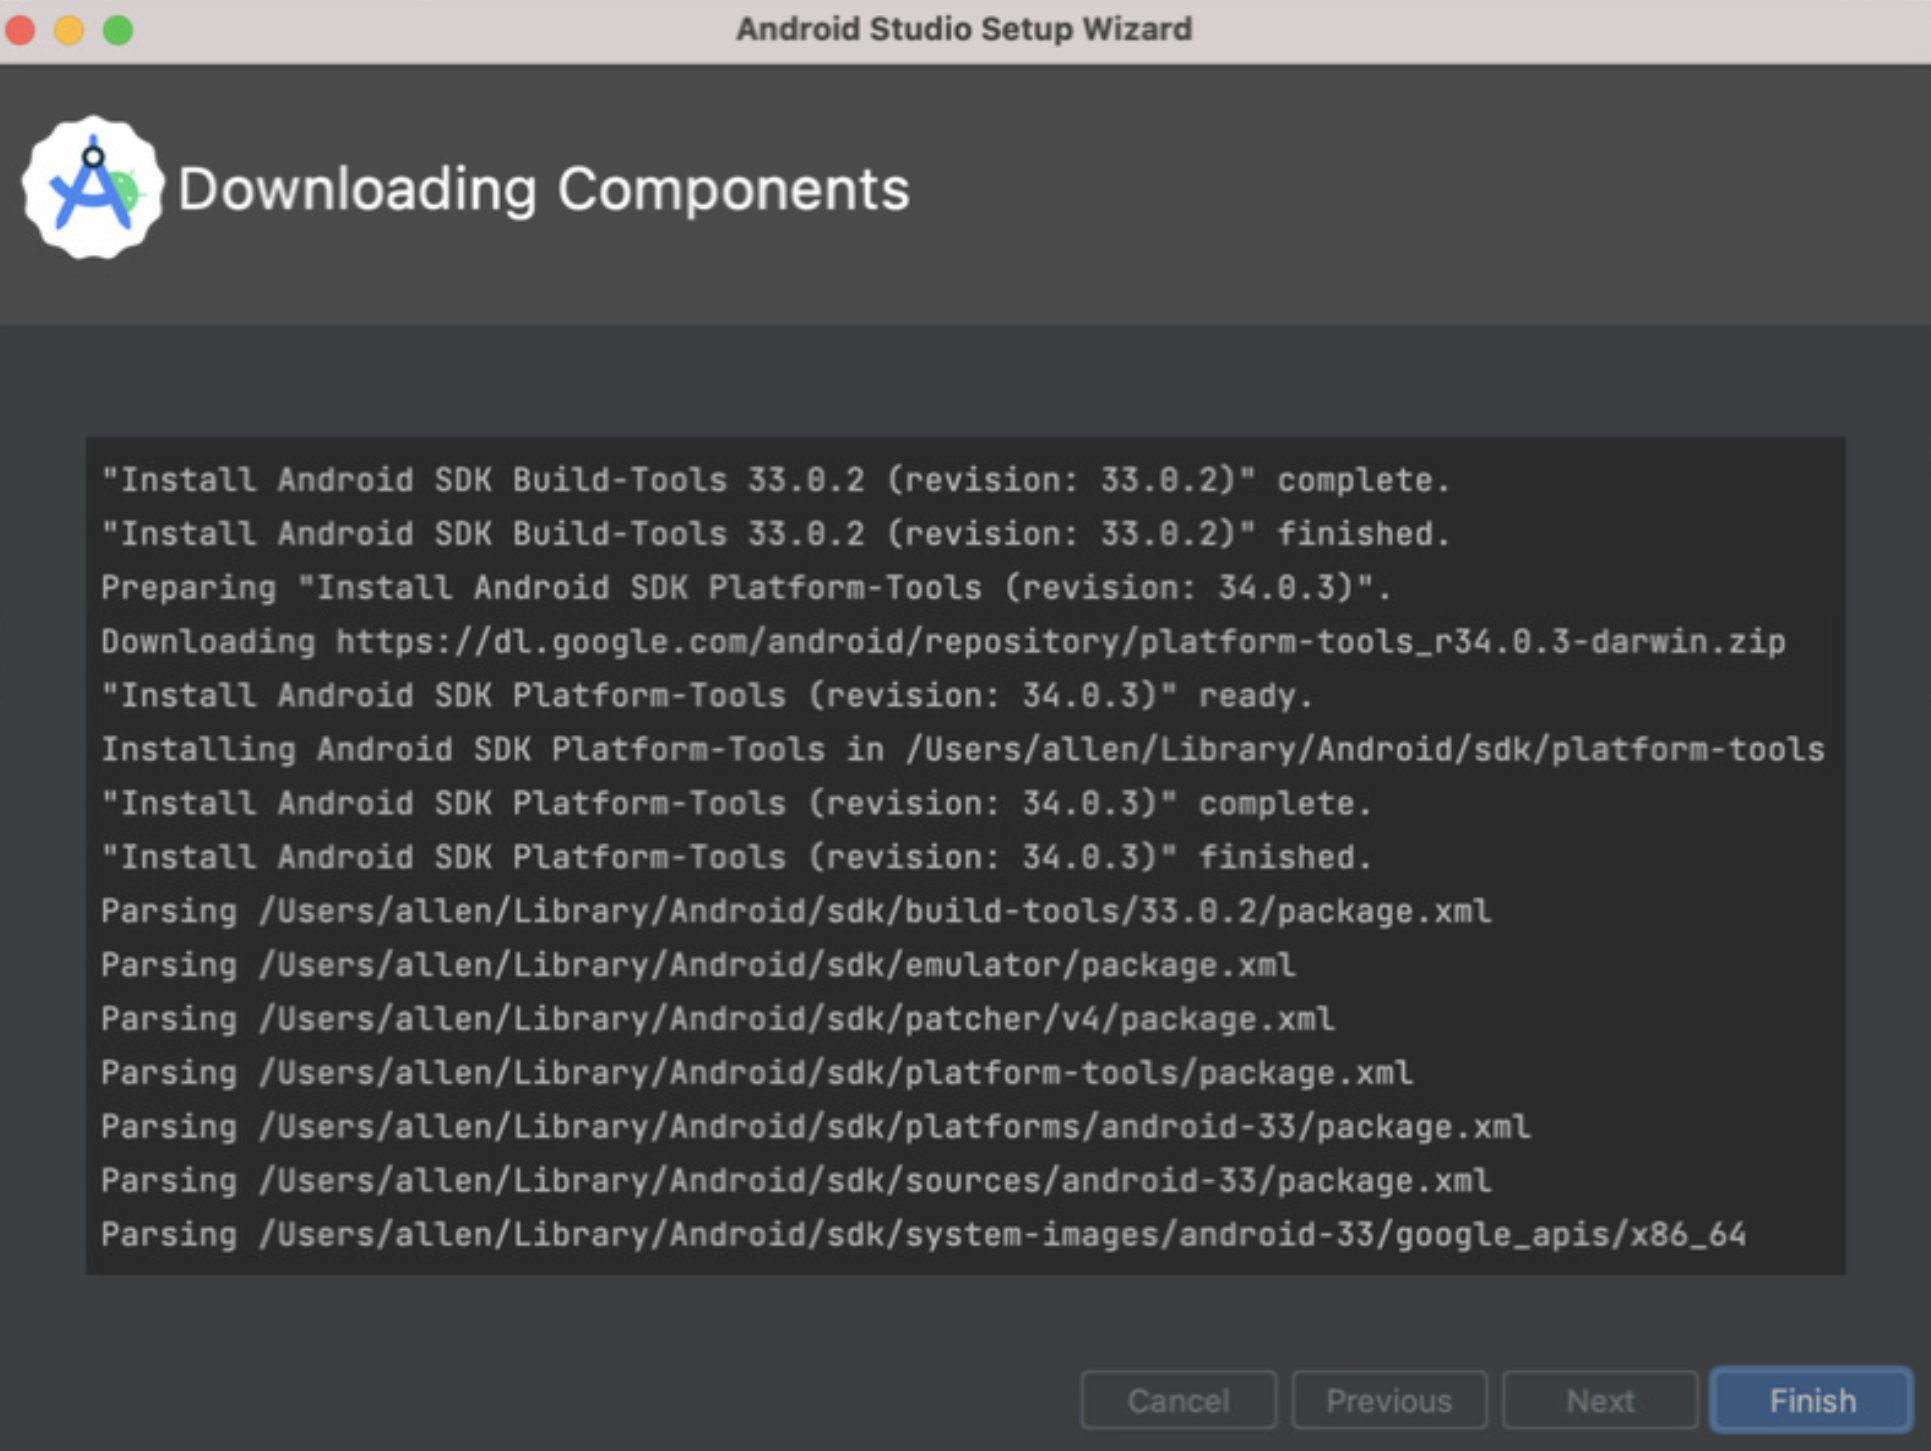 Android Studio Setup Wizard
Downloading Components
"Install Android SDK Build-Tools 33.0.2 (revision: 33.0.2)" complete.
"Install Android SDK Build-Tools 33.0.2 (revision: 33.0.2)" finished.
Preparing "Install Android SDK Platform-Tools (revision: 34.0.3)".
Downloading https://dl.google.com/android/repository/platform-tools_r34.0.3-darwin.zip
"Install Android SDK Platform-Tools (revision: 34.0.3)" ready.
Installing Android SDK Platform-Tools in /Users/allen/Library/Android/sdk/platform-tools
"Install Android SDK Platform-Tools (revision: 34.0.3)" complete.
"Install Android SDK Platform-Tools (revision: 34.0.3)" finished.
Parsing /Users/allen/Library/Android/sdk/build-tools/33.0.2/package.xml
Parsing /Users/allen/Library/Android/sdk/emulator/package.xml
Parsing /Users/allen/Library/Android/sdk/patcher/v4/package.xml
Parsing /Users/allen/Library/Android/sdk/platform-tools/package.xml
Parsing /Users/allen/Library/Android/sdk/platforms/android-33/package.xml
Parsing /Users/allen/Library/Android/sdk/sources/android-33/package.xml
Parsing /Users/allen/Library/Android/sdk/system-images/android-33/google_apis/x86_64
Cancel Previous Next Finish